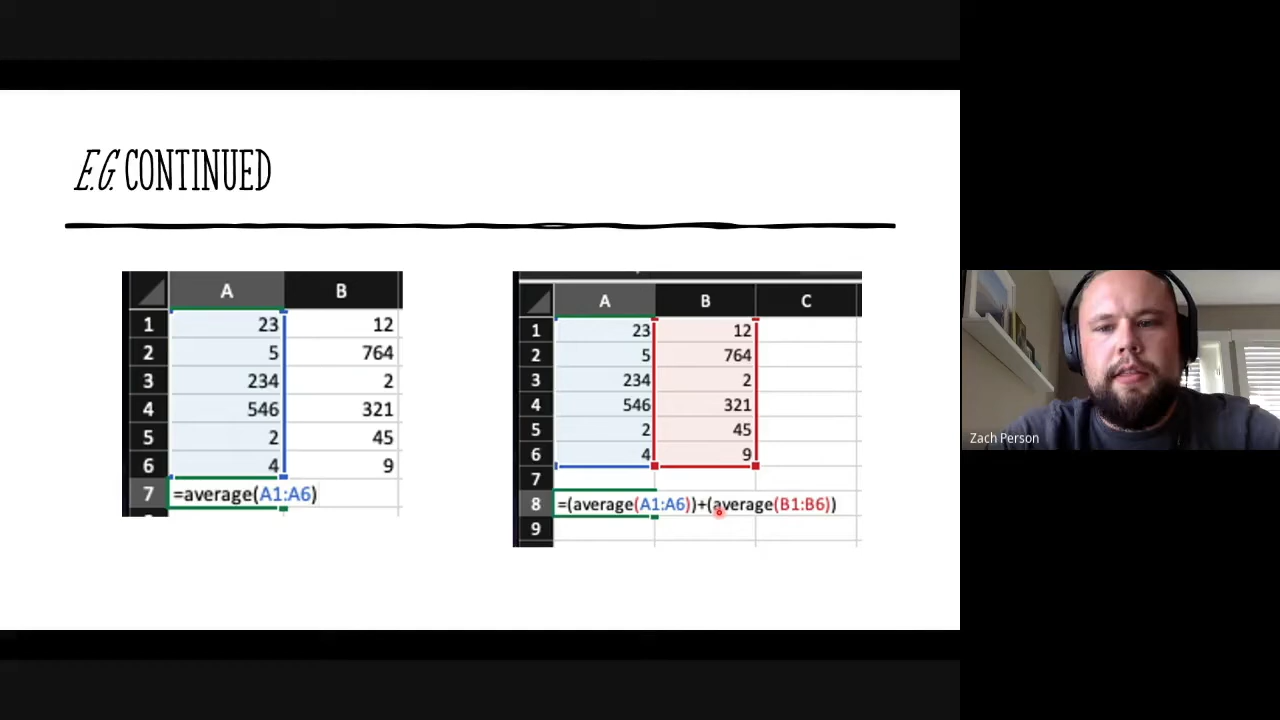 E.G. CONTINUED
A B
1 23 12
2 5 764
3 234 2
4 546 321
5 2 45
6 4 9
7 =average(A1:A6)
A B C
1 23 12
2 5 764
3 234 2
4 546 321
5 2 45
6 4 9
7
8 =(average(A1:A6))+(average(B1:B6))
9
Zach Person